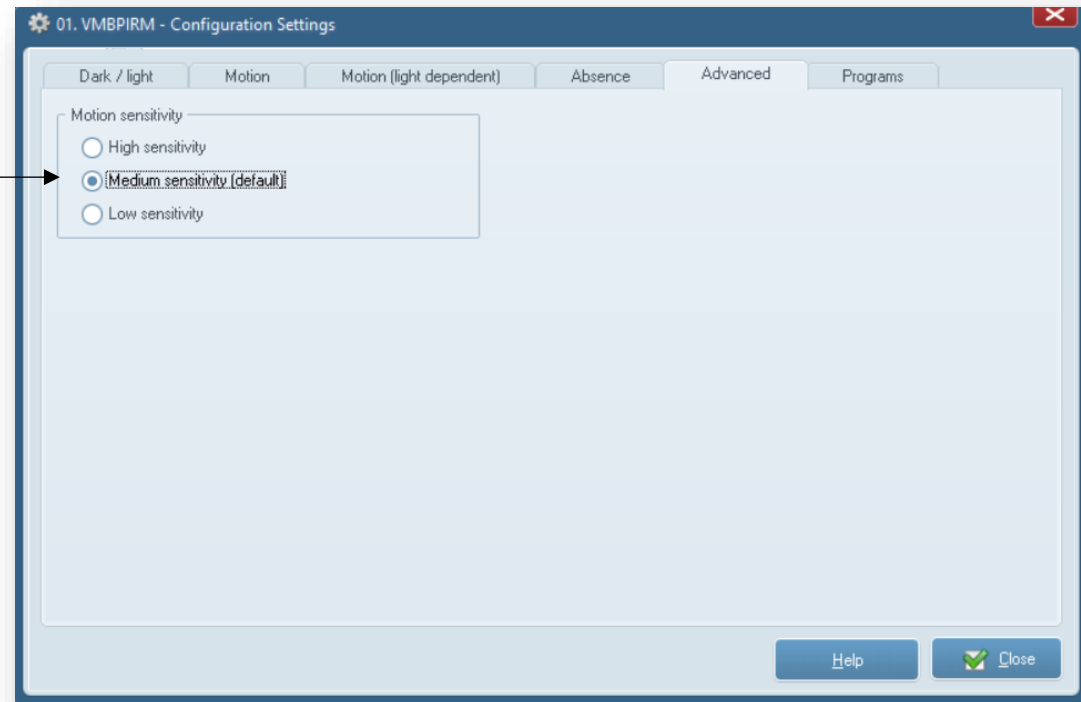 01. VMBPIRM - Configuration Settings
Dark / light Motion Motion (light dependent) Absence Advanced Programs
Motion sensitivity
High sensitivity
Medium sensitivity (default)
Low sensitivity
Help Close